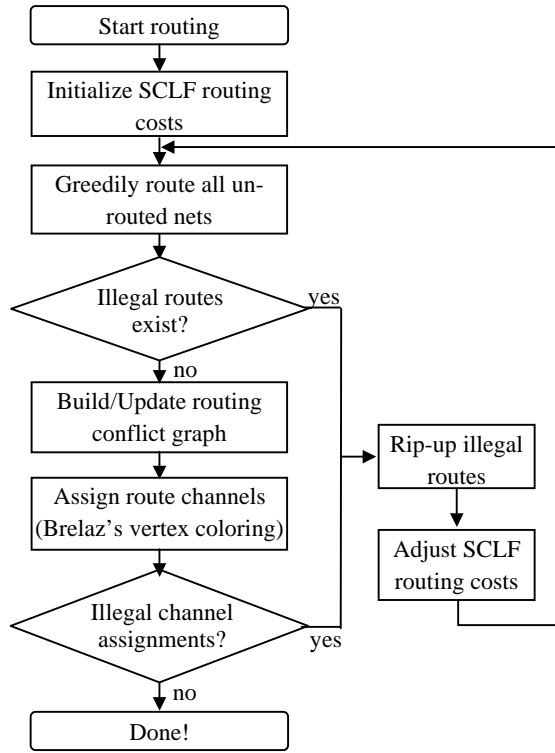 Start routing
Initialize SCLF routing
costs
Greedily route all un-
routed nets
Illegal routes
exist?
yes
no
Build/Update routing
conflict graph
Assign route channels
(Brelaz's vertex coloring)
Illegal channel
assignments?
yes
no
Done!
Rip-up illegal
routes
Adjust SCLF
routing costs